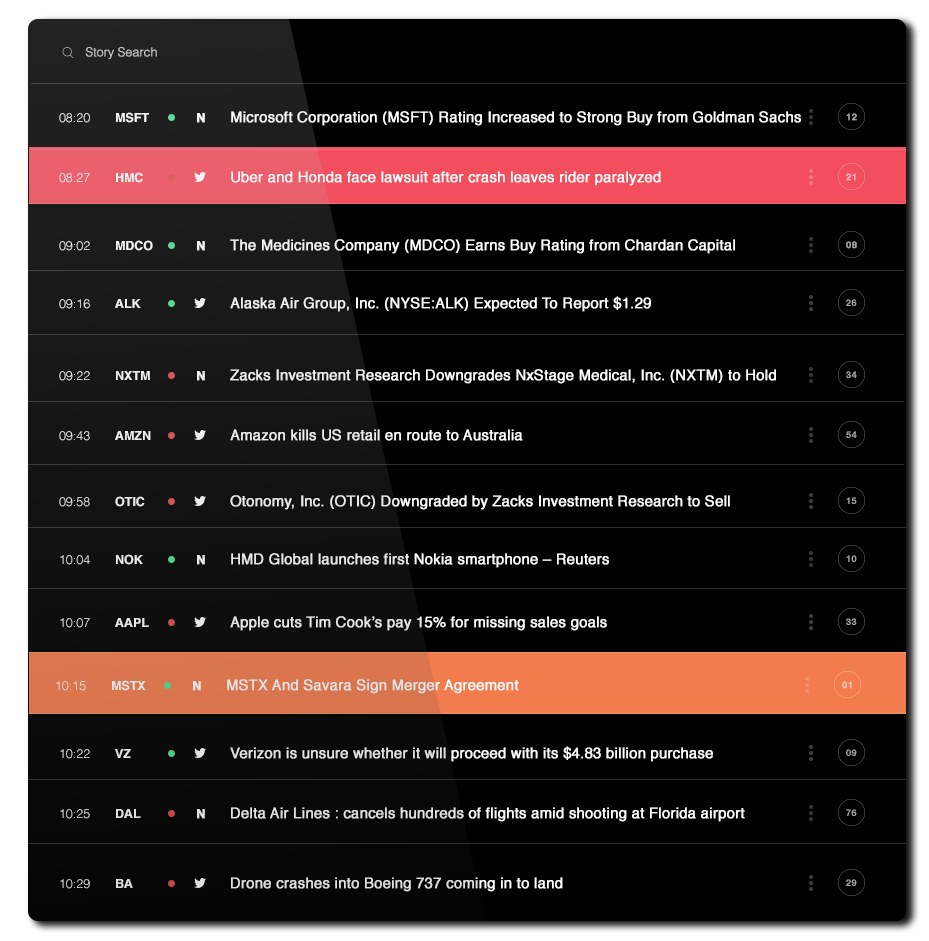 Story Search
08:20 MSFT N Microsoft Corporation (MSFT) Rating Increased to Strong Buy from Goldman Sachs 12
08:27 HMC Uber and Honda face lawsuit after crash leaves rider paralyzed 21
09:02 MDCO N The Medicines Company (MDCO) Earns Buy Rating from Chardan Capital 08
09:16 ALK Alaska Air Group, Inc. (NYSE:ALK) Expected To Report $1.29 26
09:22 NXTM N Zacks Investment Research Downgrades NxStage Medical, Inc. (NXTM) to Hold 34
09:43 AMZN Amazon kills US retail en route to Australia 54
09:58 OTIC Otonomy, Inc. (OTIC) Downgraded by Zacks Investment Research to Sell 15
10:04 NOK N HMD Global launches first Nokia smartphone – Reuters 10
10:07 AAPL Apple cuts Tim Cook’s pay 15% for missing sales goals 33
10:15 MSTX N MSTX And Savara Sign Merger Agreement 01
10:22 VZ Verizon is unsure whether it will proceed with its $4.83 billion purchase 09
10:25 DAL N Delta Air Lines : cancels hundreds of flights amid shooting at Florida airport 76
10:29 BA Drone crashes into Boeing 737 coming in to land 29